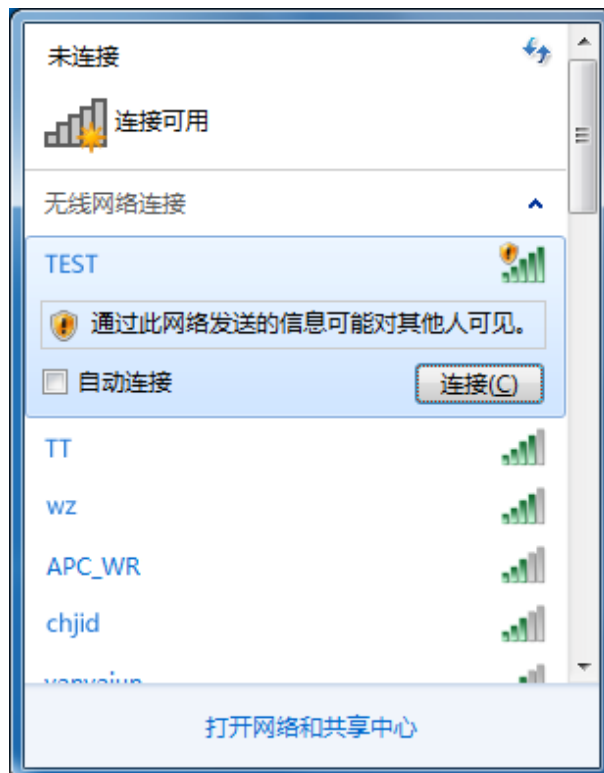 未连接
连接可用
无线网络连接
TEST
通过此网络发送的信息可能对其他人可见。
自动连接 连接(C)
TT
wz
APC_WR
chjid
打开网络和共享中心